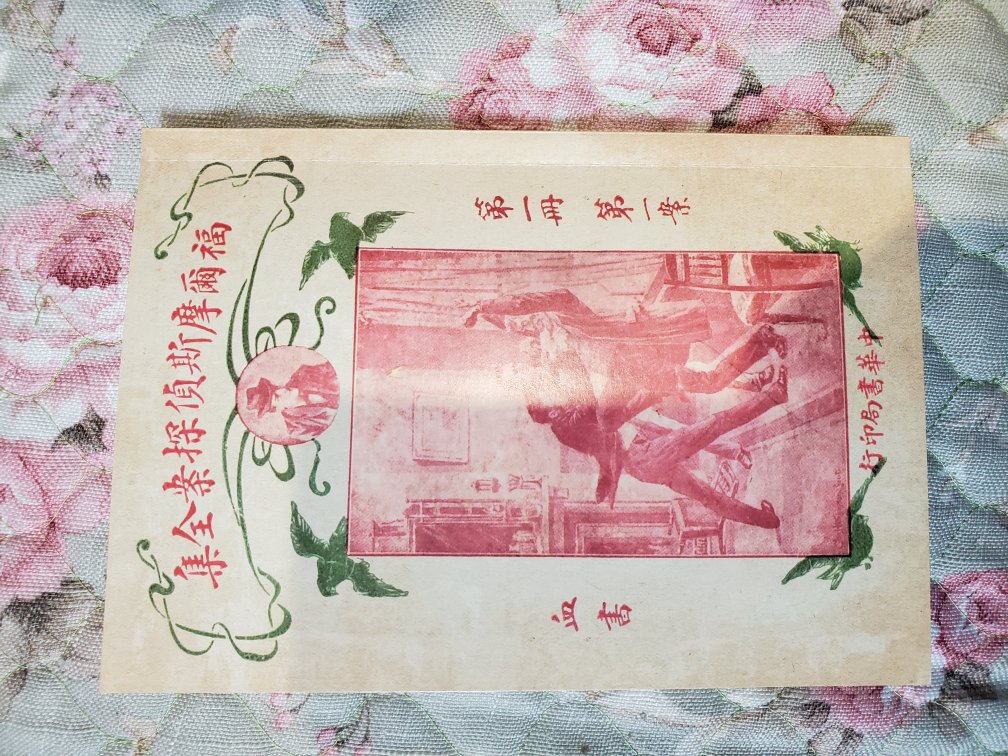 福爾摩斯偵探案全集
第一冊 第一案
血書
中華書局印行